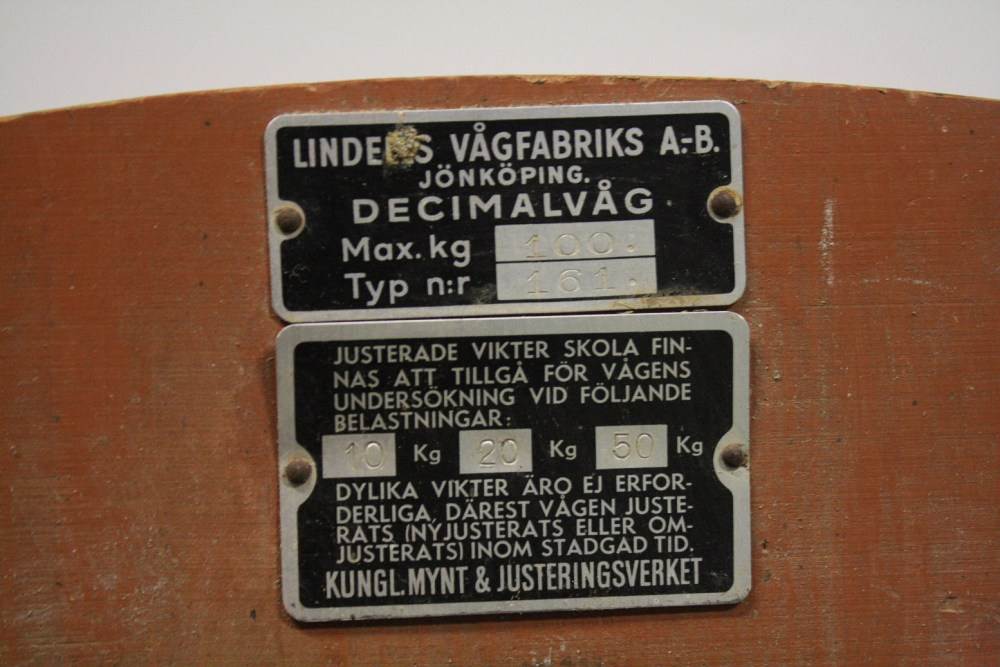 LINDELLS VÅGFABRIKS A.-B.
JÖNKÖPING.
DECIMALVÅG
Max. kg 100.
Typ n:r 161.
JUSTERADE VIKTER SKOLA FIN-
NAS ATT TILLGÅ FÖR VÅGENS
UNDERSÖKNING VID FÖLJANDE
BELASTNINGAR:
10 Kg 20 Kg 50 Kg
DYLIKA VIKTER ÄRO EJ ERFOR-
DERLIGA, DÄREST VÅGEN JUSTE-
RATS (NYJUSTERATS ELLER OM-
JUSTERATS) INOM STADGAD TID.
KUNGL. MYNT & JUSTERINGSVERKET